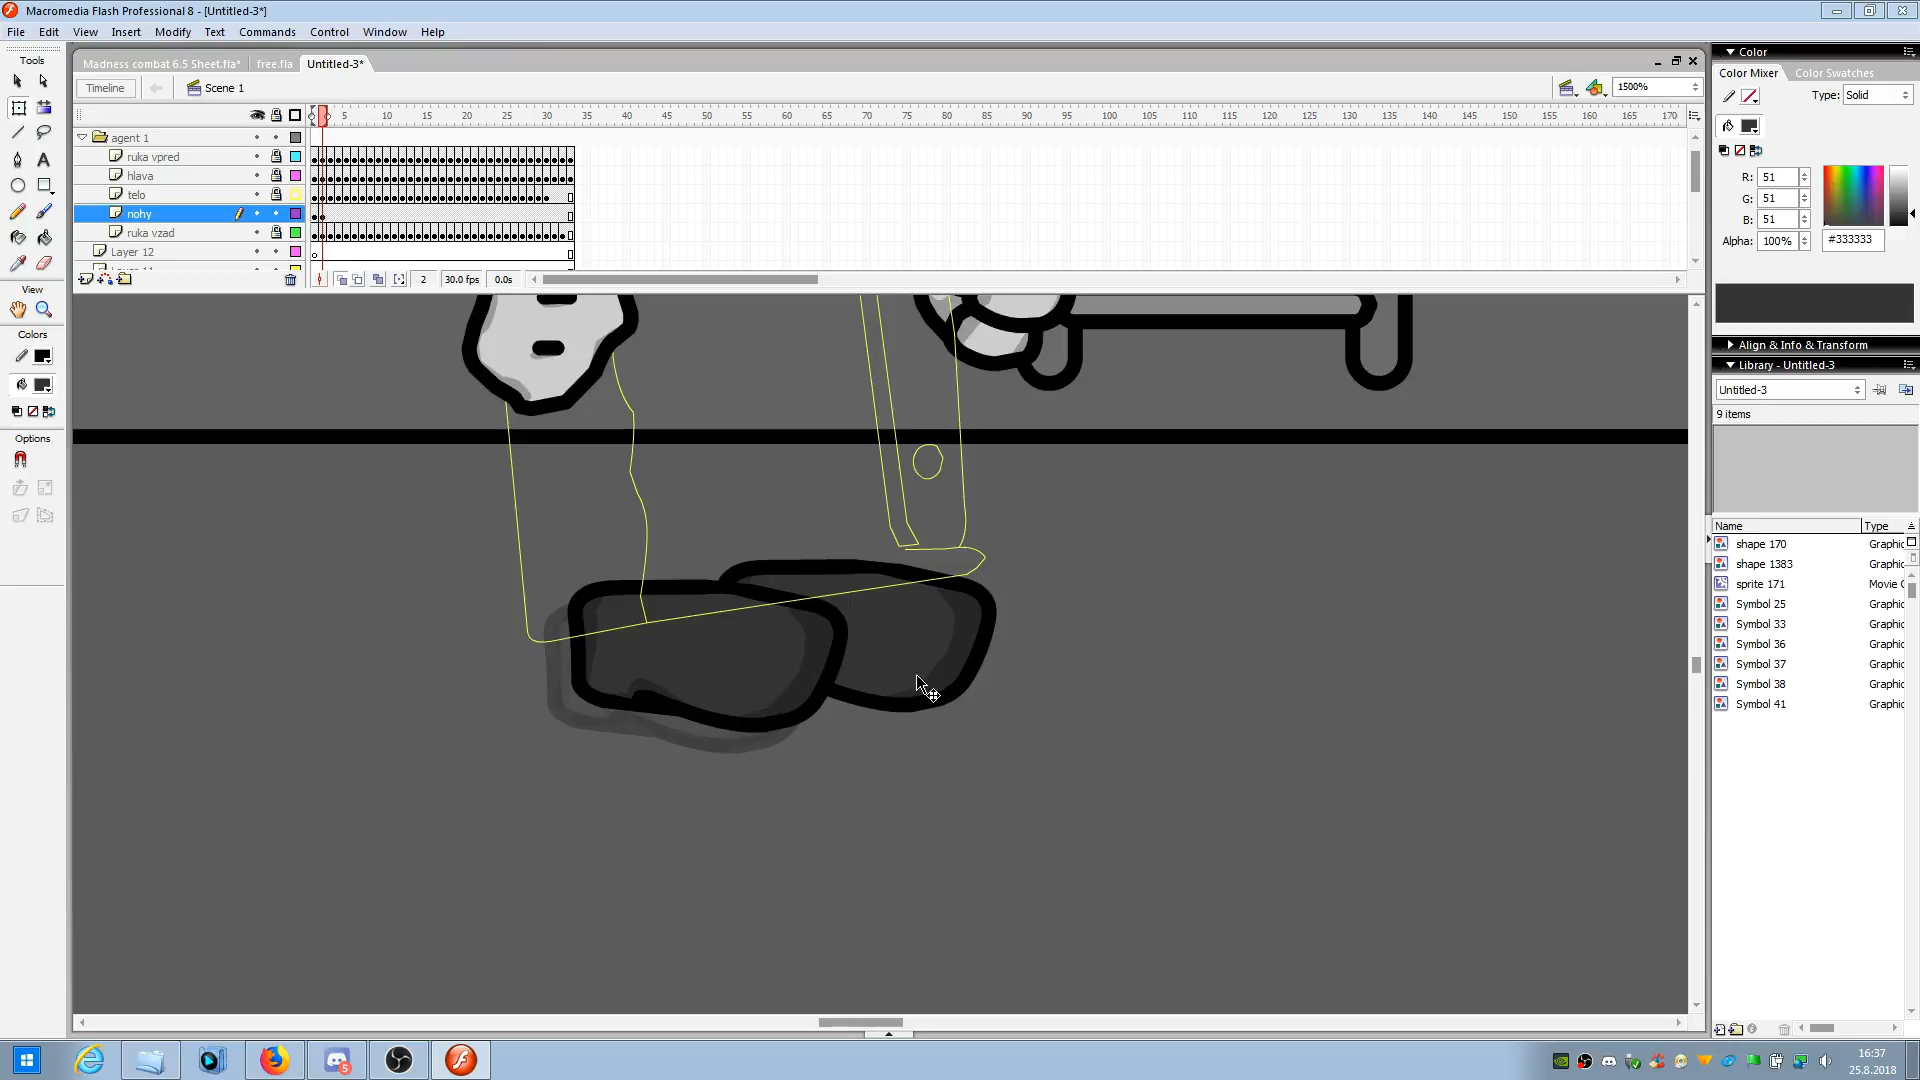 Macromedia Flash Professional 8 - [Untitled-3*]
File Edit View Insert Modify Text Commands Control Window Help
Tools
Madness combat 6.5 Sheet.fla* free.fla Untitled-3*
Timeline Scene 1 1500%
5 10 15 20 25 30 35 40 45 50 55 60 65 70 75 80 85 90 95 100 105 110 115 120 125 130 135 140 145 150 155 160 165 170
agent 1
ruka vpred
hlava
telo
nohy
ruka vzad
Layer 12
2 30.0 fps 0.0s
View
Colors
Options
Color
Color Mixer Color Swatches
Type: Solid
R: 51
G: 51
B: 51
Alpha: 100% #333333
Align & Info & Transform
Library - Untitled-3
Untitled-3
9 items
Name Type
shape 170 Graphic
shape 1383 Graphic
sprite 171 Movie C
Symbol 25 Graphic
Symbol 33 Graphic
Symbol 36 Graphic
Symbol 37 Graphic
Symbol 38 Graphic
Symbol 41 Graphic
5
16:37
25.8.2018